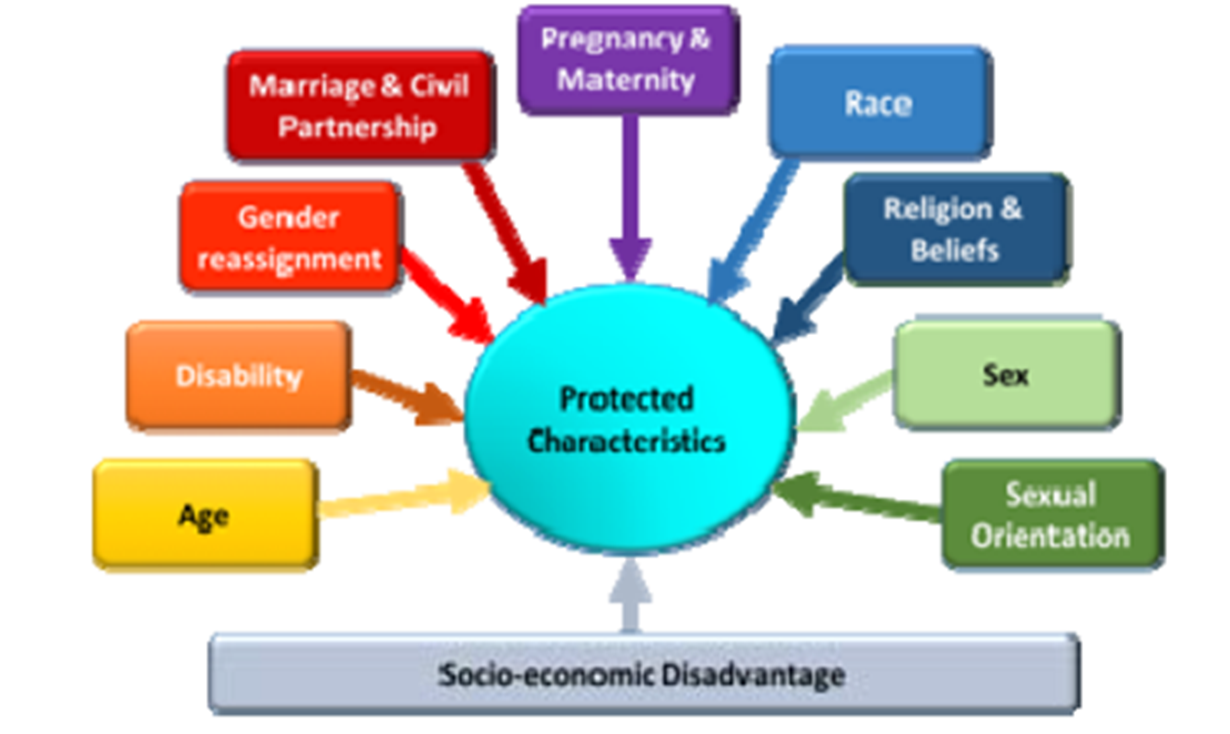 Pregnancy &
Maternity
Marriage & Civil
Partnership
Race
Gender
reassignment
Religion &
Beliefs
Disability
Sex
Protected
Characteristics
Age
Sexual
Orientation
Socio-economic Disadvantage